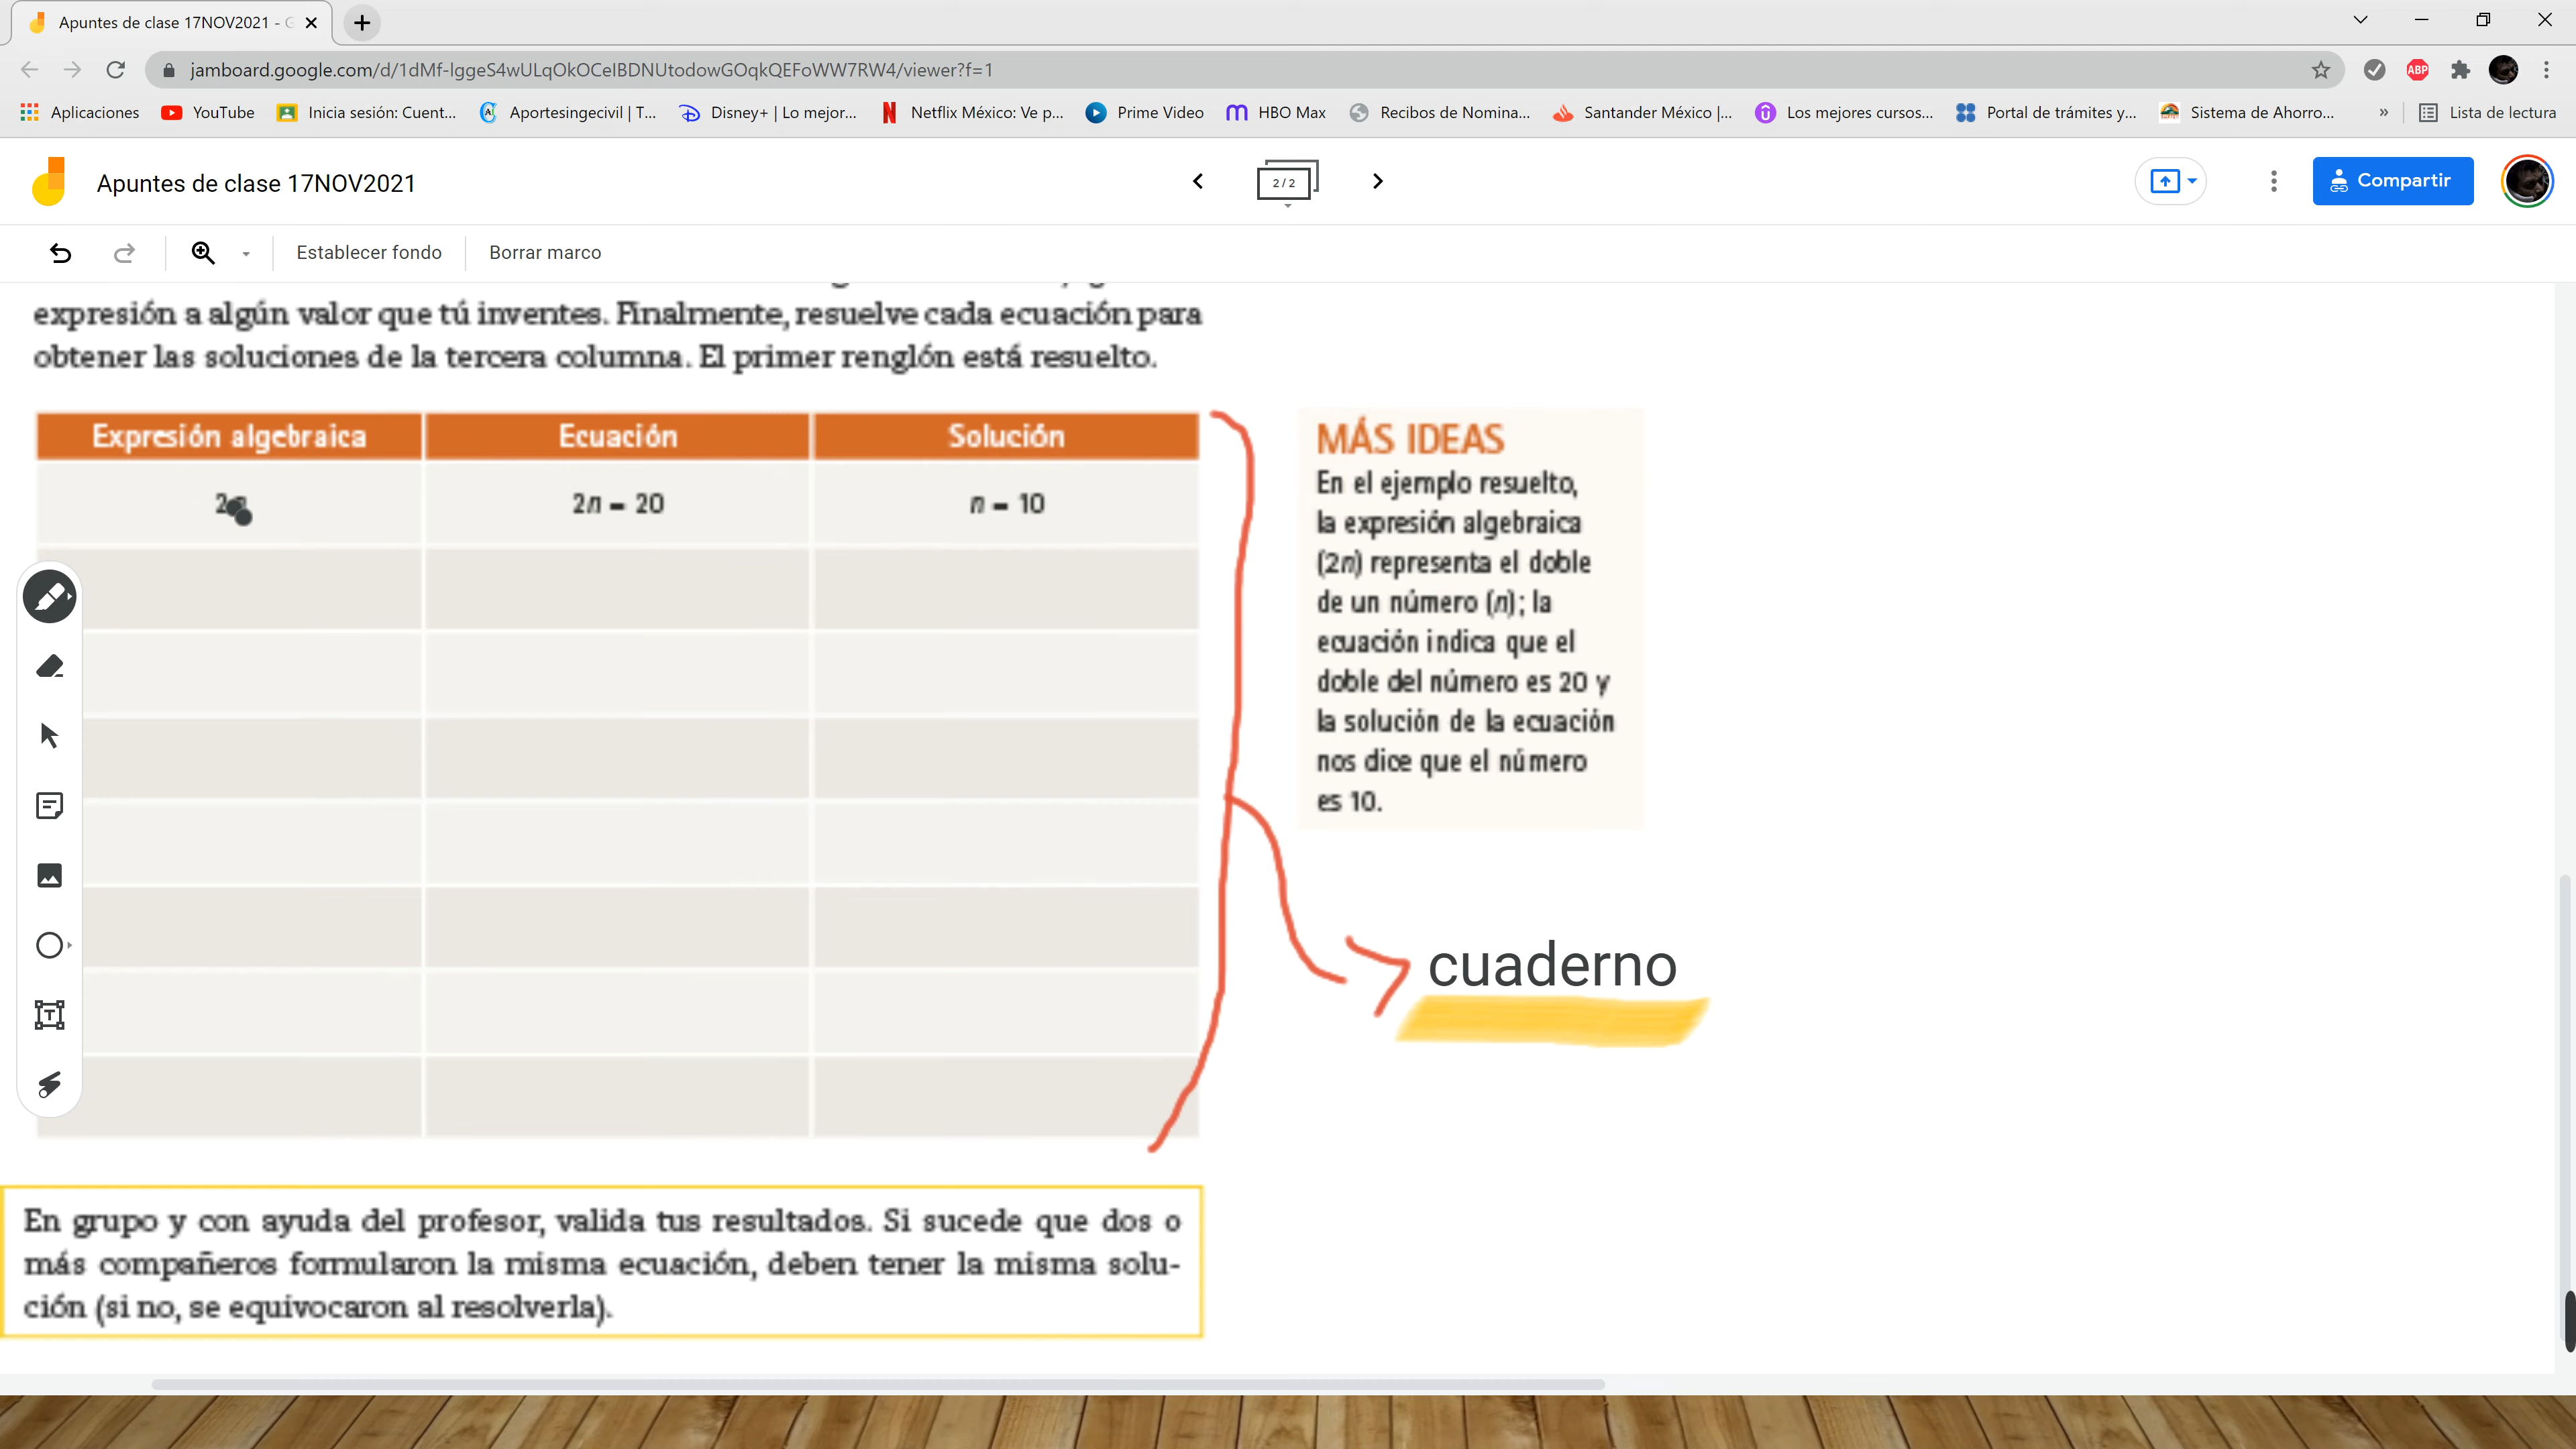 Apuntes de clase 17NOV2021 - G
jamboard.google.com/d/1dMf-lggeS4wULqOkOCeIBDNUtodowGOqkQEFoWW7RW4/viewer?f=1
ABP
Aplicaciones YouTube Inicia sesión: Cuent... Aportesingecivil | T... Disney+ | Lo mejor... Netflix México: Ve p... Prime Video HBO Max Recibos de Nomina... Santander México |... Los mejores cursos... Portal de trámites y... Sistema de Ahorro... » Lista de lectura
Apuntes de clase 17NOV2021
2 / 2
Compartir
Establecer fondo
Borrar marco
expresión a algún valor que tú inventes. Finalmente, resuelve cada ecuación para
obtener las soluciones de la tercera columna. El primer renglón está resuelto.
Expresión algebraica Ecuación Solución
2n = 20 n = 10
MÁS IDEAS
En el ejemplo resuelto,
la expresión algebraica
(2n) representa el doble
de un número (n); la
ecuación indica que el
doble del número es 20 y
la solución de la ecuación
nos dice que el número
es 10.
cuaderno
En grupo y con ayuda del profesor, valida tus resultados. Si sucede que dos o
más compañeros formularon la misma ecuación, deben tener la misma solu-
ción (si no, se equivocaron al resolverla).